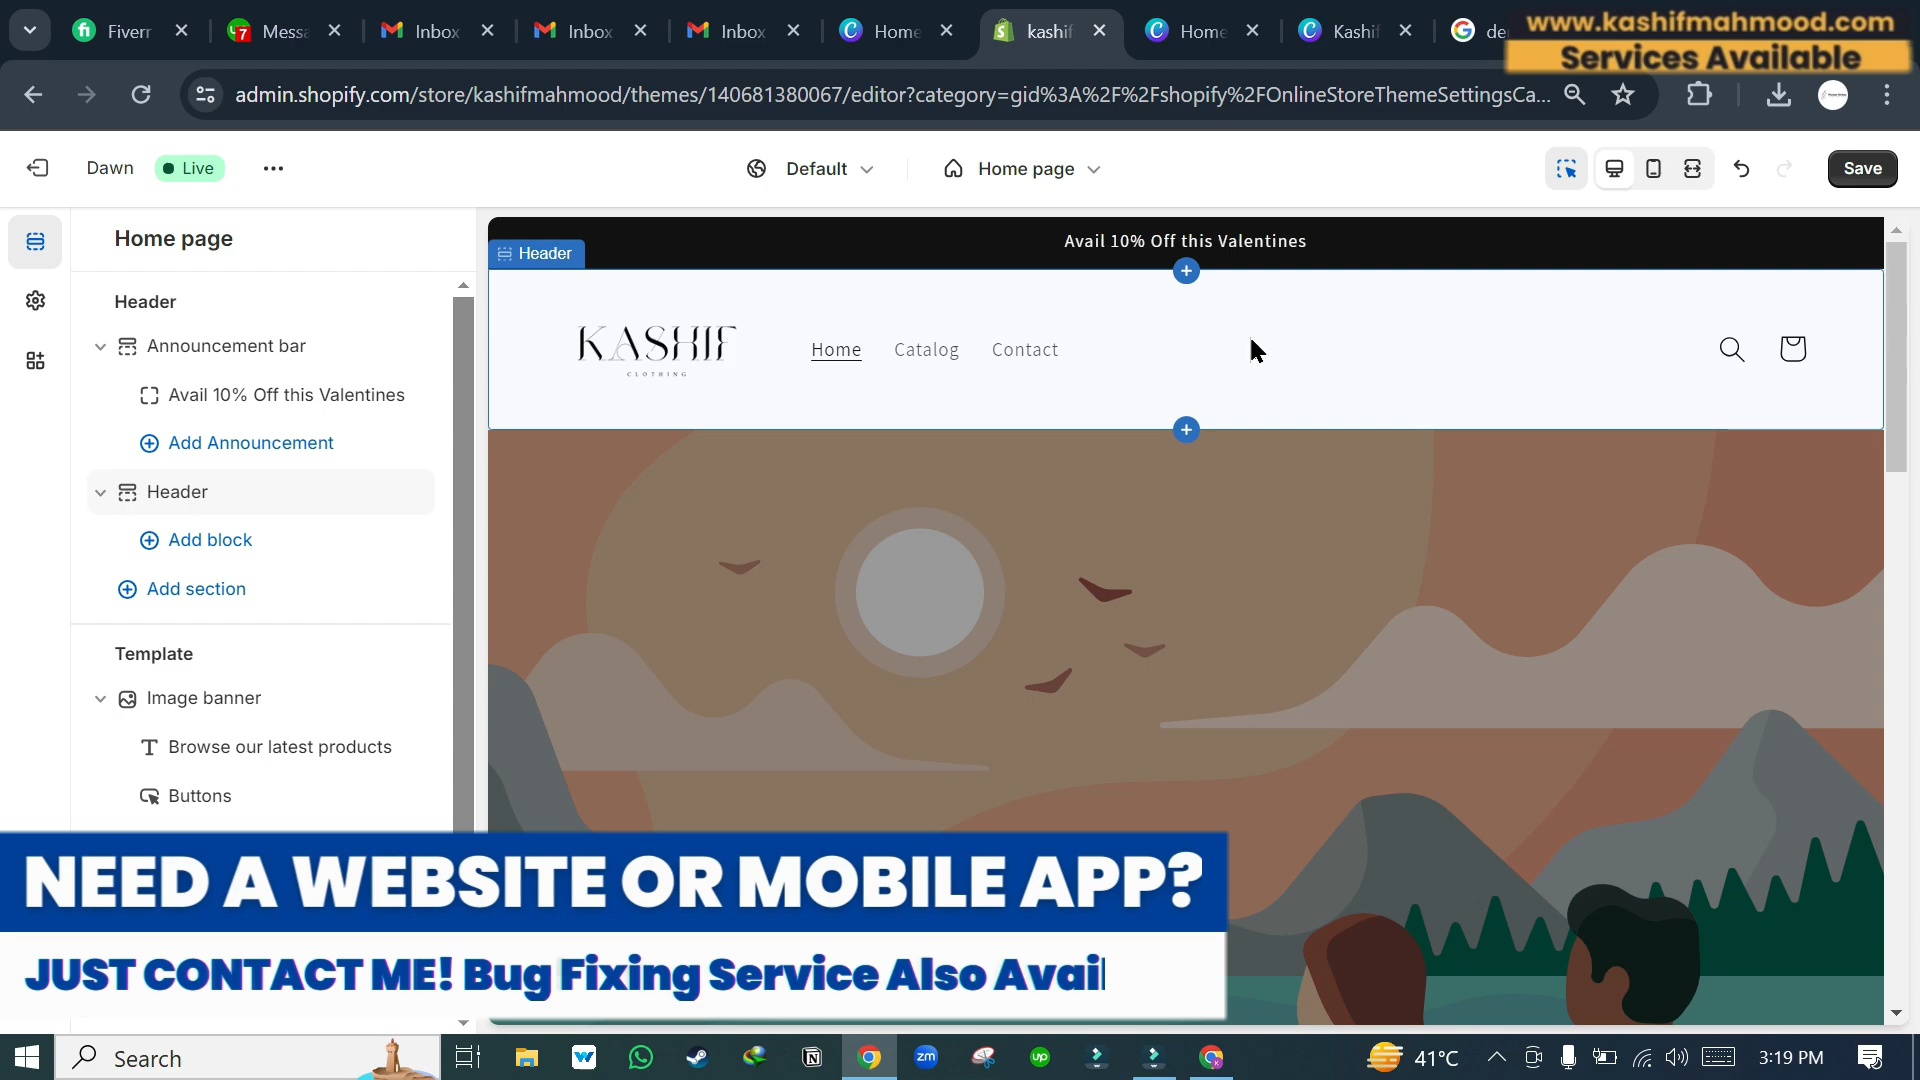 Fiverr
Messa
Inbox
Inbox
Inbox
Home
kashif
Home
Kashif
de
www.kashifmahmood.com
Services Available
admin.shopify.com/store/kashifmahmood/themes/140681380067/editor?category=gid%3A%2F%2Fshopify%2FOnlineStoreThemeSettingsCa...
Dawn
Live
Default
Home page
Save
Home page
Header
Announcement bar
Avail 10% Off this Valentines
Add Announcement
Header
Add block
Add section
Template
Image banner
Browse our latest products
Buttons
Avail 10% Off this Valentines
Header
KASHIF
CLOTHING
Home
Catalog
Contact
NEED A WEBSITE OR MOBILE APP?
JUST CONTACT ME! Bug Fixing Service Also Avail
Search
41°C
3:19 PM